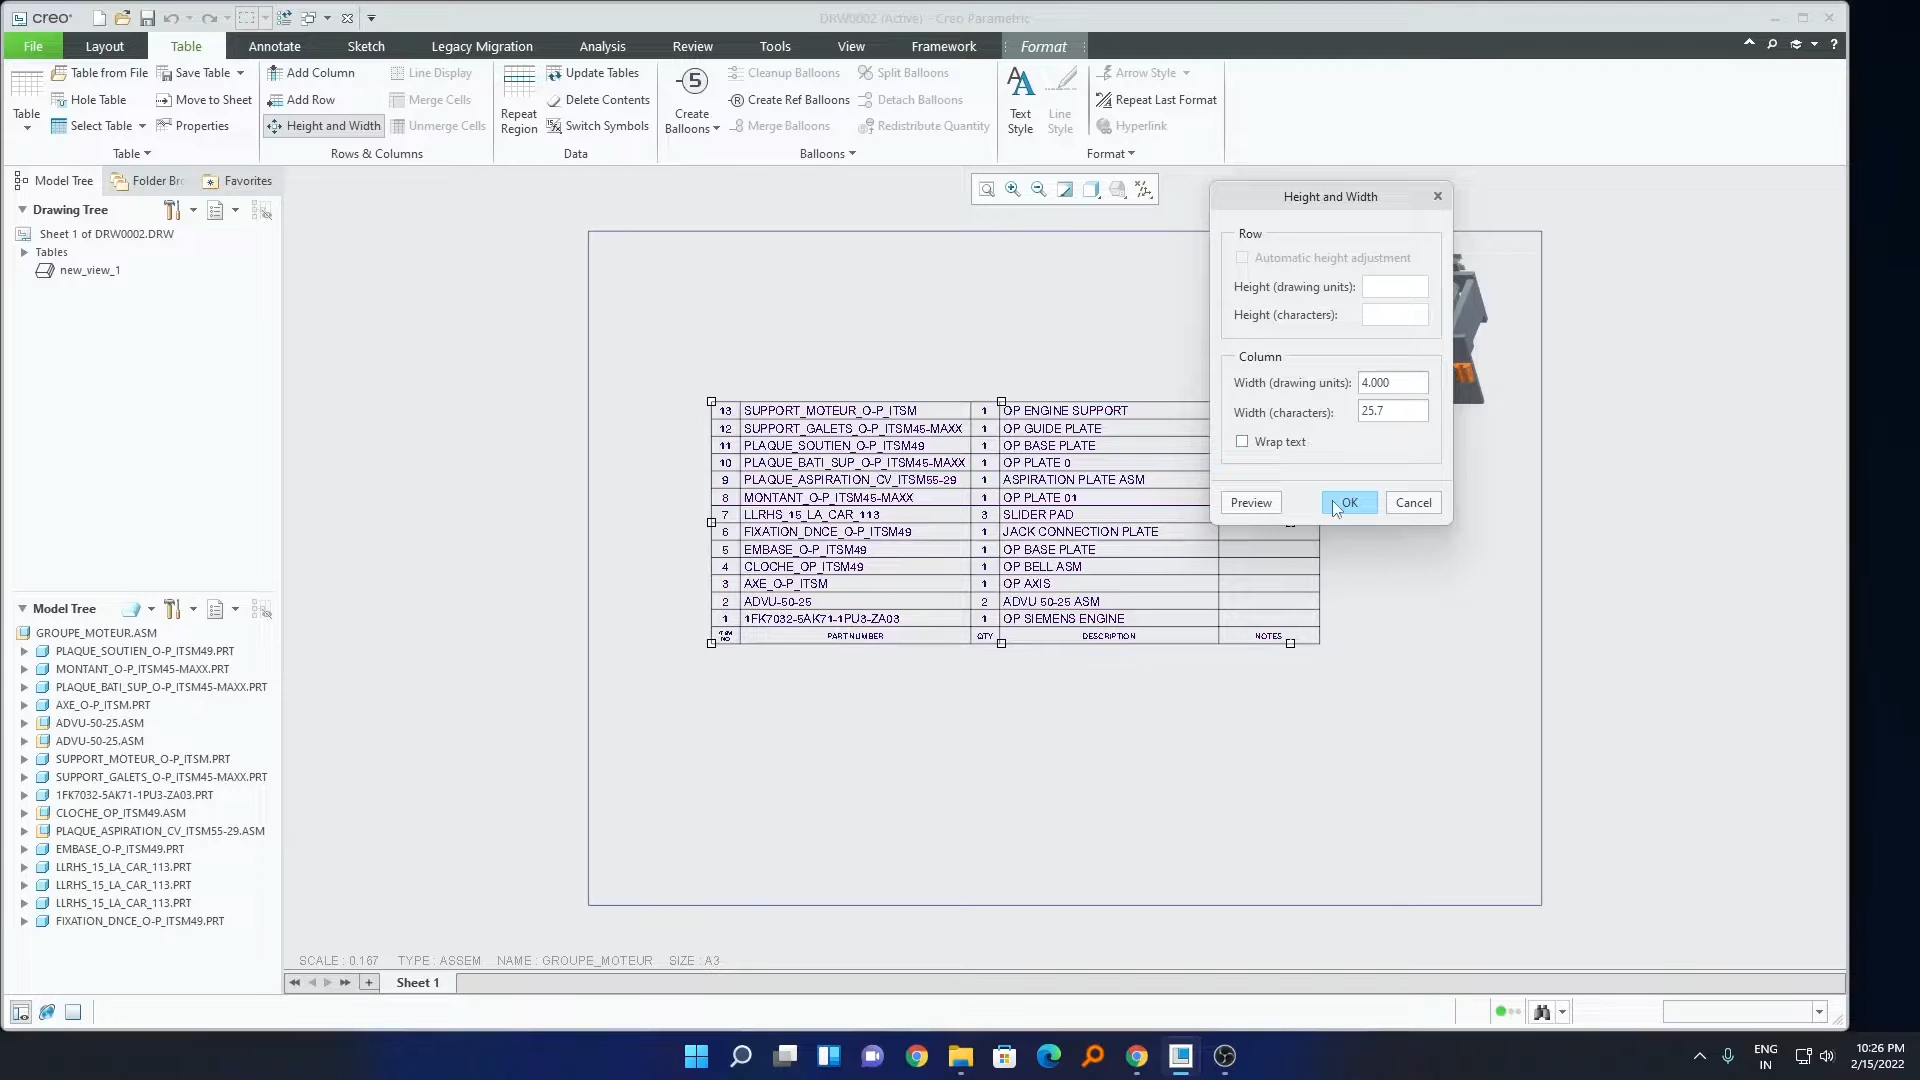 creo
DRW0002 (Active) - Creo Parametric
File Layout Table Annotate Sketch Legacy Migration Analysis Review Tools View Framework Format
Table
Table from File
Hole Table
Select Table
Save Table
Move to Sheet
Properties
Table
Add Column
Add Row
Height and Width
Line Display
Merge Cells
Unmerge Cells
Rows & Columns
Repeat
Region
Update Tables
Delete Contents
Switch Symbols
Data
5
Create
Balloons
Cleanup Balloons
Create Ref Balloons
Merge Balloons
Split Balloons
Detach Balloons
Redistribute Quantity
Balloons
Text
Style
Line
Style
Arrow Style
Repeat Last Format
Hyperlink
Format
Model Tree Folder Br Favorites
Drawing Tree
Sheet 1 of DRW0002.DRW
Tables
new_view_1
Model Tree
GROUPE_MOTEUR.ASM
PLAQUE_SOUTIEN_O-P_ITSM49.PRT
MONTANT_O-P_ITSM45-MAXX.PRT
PLAQUE_BATI_SUP_O-P_ITSM45-MAXX.PRT
AXE_O-P_ITSM.PRT
ADVU-50-25.ASM
ADVU-50-25.ASM
SUPPORT_MOTEUR_O-P_ITSM.PRT
SUPPORT_GALETS_O-P_ITSM45-MAXX.PRT
1FK7032-5AK71-1PU3-ZA03.PRT
CLOCHE_OP_ITSM49.ASM
PLAQUE_ASPIRATION_CV_ITSM55-29.ASM
EMBASE_O-P_ITSM49.PRT
LLRHS_15_LA_CAR_113.PRT
LLRHS_15_LA_CAR_113.PRT
LLRHS_15_LA_CAR_113.PRT
FIXATION_DNCE_O-P_ITSM49.PRT
13 SUPPORT_MOTEUR_O-P_ITSM 1 OP ENGINE SUPPORT
12 SUPPORT_GALETS_O-P_ITSM45-MAXX 1 OP GUIDE PLATE
11 PLAQUE_SOUTIEN_O-P_ITSM49 1 OP BASE PLATE
10 PLAQUE_BATI_SUP_O-P_ITSM45-MAXX 1 OP PLATE 0
9 PLAQUE_ASPIRATION_CV_ITSM55-29 1 ASPIRATION PLATE ASM
8 MONTANT_O-P_ITSM45-MAXX 1 OP PLATE 01
7 LLRHS_15_LA_CAR_113 3 SLIDER PAD
6 FIXATION_DNCE_O-P_ITSM49 1 JACK CONNECTION PLATE
5 EMBASE_O-P_ITSM49 1 OP BASE PLATE
4 CLOCHE_OP_ITSM49 1 OP BELL ASM
3 AXE_O-P_ITSM 1 OP AXIS
2 ADVU-50-25 2 ADVU 50-25 ASM
1 1FK7032-5AK71-1PU3-ZA03 1 OP SIEMENS ENGINE
ITEM NO PART NUMBER QTY DESCRIPTION NOTES
Height and Width
Row
Automatic height adjustment
Height (drawing units):
Height (characters):
Column
Width (drawing units): 4.000
Width (characters): 25.7
Wrap text
Preview OK Cancel
SCALE : 0.167 TYPE : ASSEM NAME : GROUPE_MOTEUR SIZE : A3
Sheet 1
ENG
IN
10:26 PM
2/15/2022